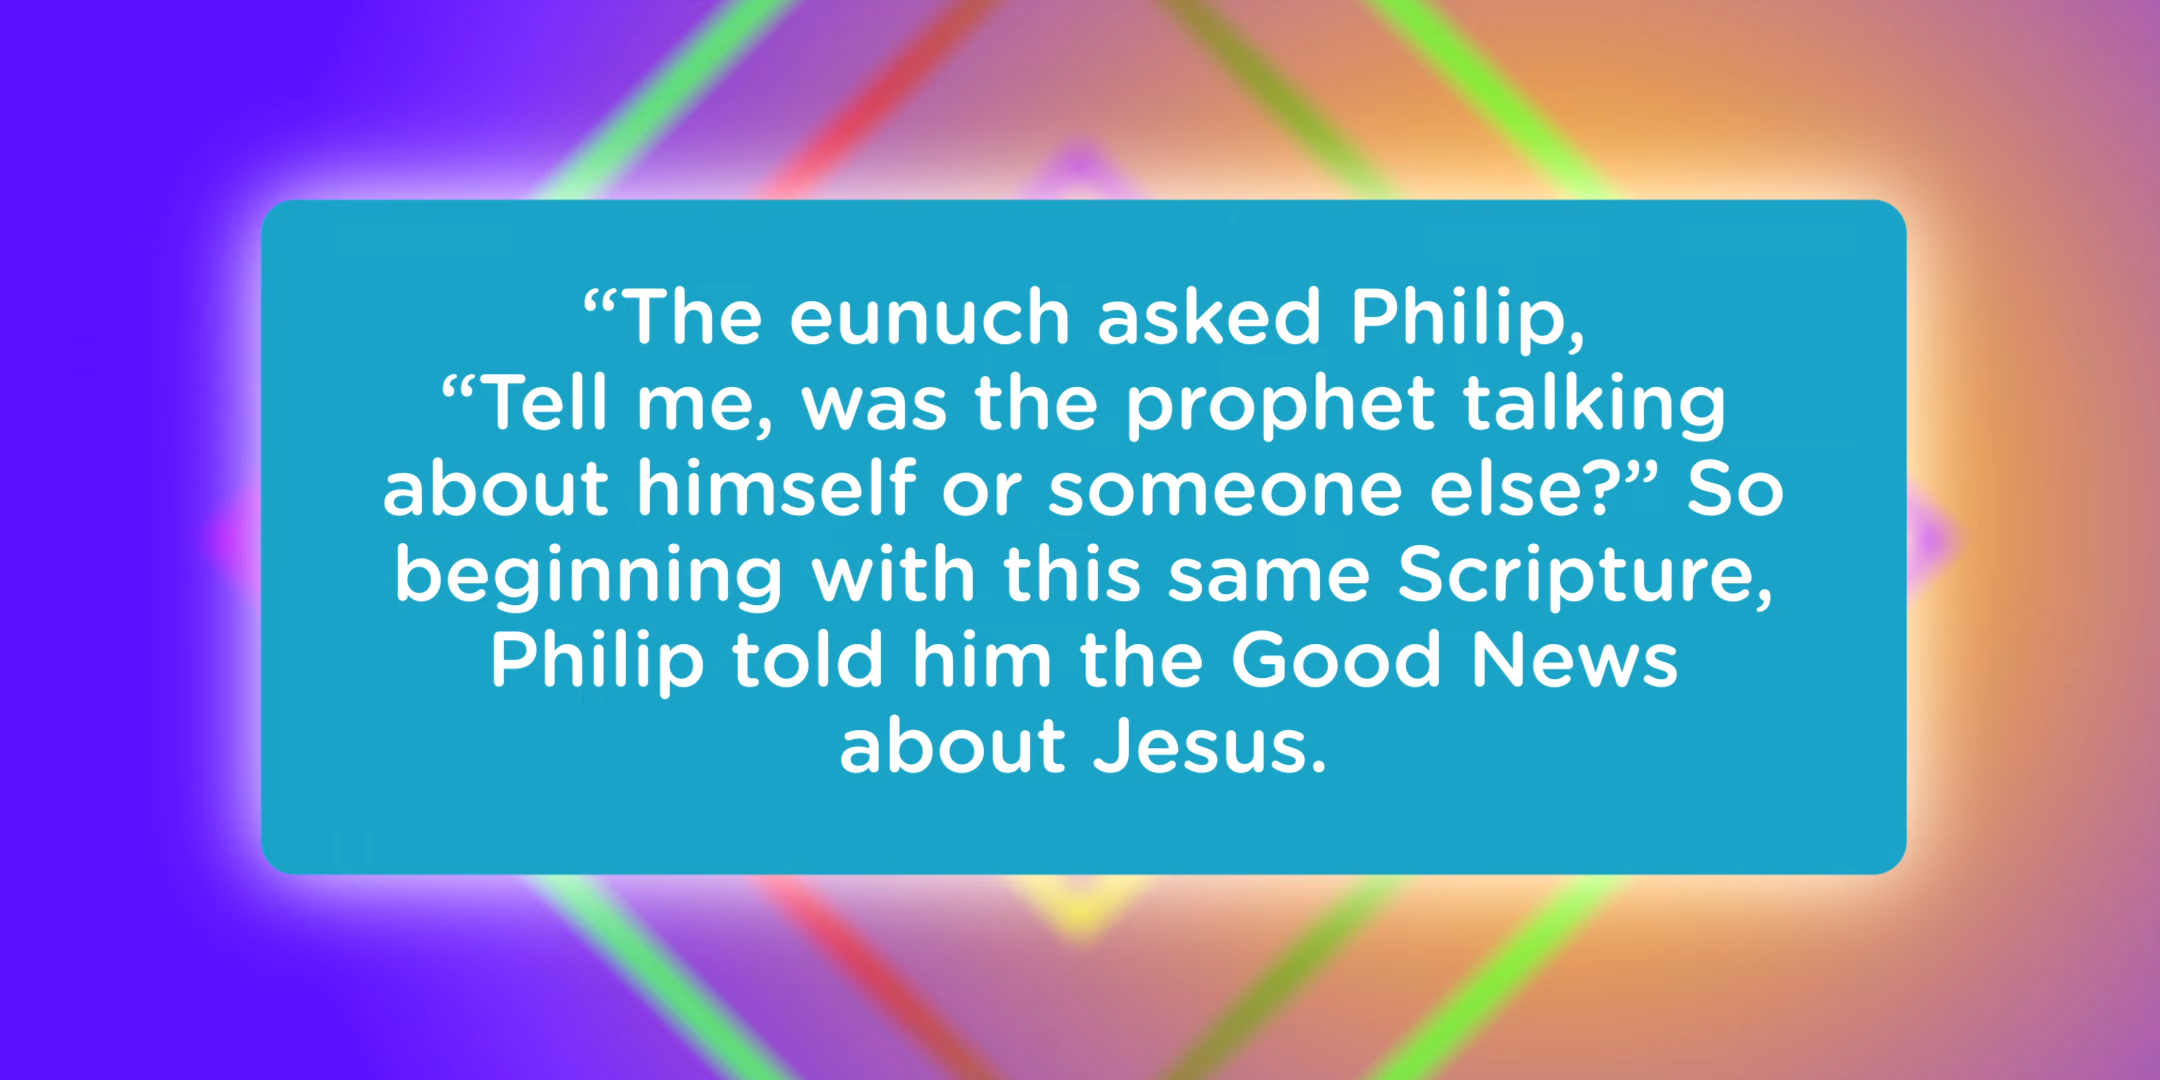 “The eunuch asked Philip,
“Tell me, was the prophet talking
about himself or someone else?” So
beginning with this same Scripture,
Philip told him the Good News
about Jesus.